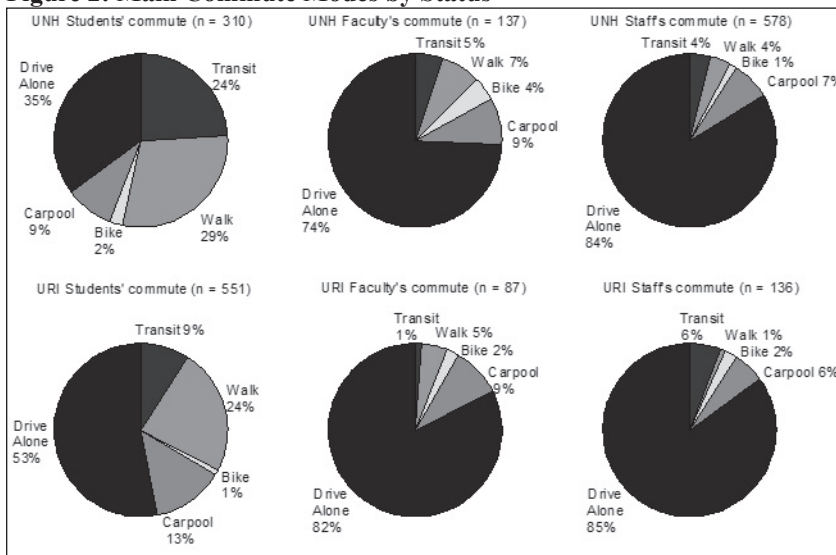 Figure 2. Main Commute Modes by Status
UNH Students' commute (n = 310)
Drive
Alone
35%
Transit
24%
Carpool
9%
Bike
2%
Walk
29%
UNH Faculty's commute (n = 137)
Transit 5%
Walk 7%
Bike 4%
Carpool
9%
Drive
Alone
74%
UNH Staff's commute (n = 578)
Transit 4%
Walk 4%
Bike 1%
Carpool 7%
Drive
Alone
84%
URI Students' commute (n = 551)
Transit 9%
Walk
24%
Drive
Alone
53%
Bike
1%
Carpool
13%
URI Faculty's commute (n = 87)
Transit
1%
Walk 5%
Bike 2%
Carpool
9%
Drive
Alone
82%
URI Staff's commute (n = 136)
Transit
6%
Walk 1%
Bike 2%
Carpool 6%
Drive
Alone
85%